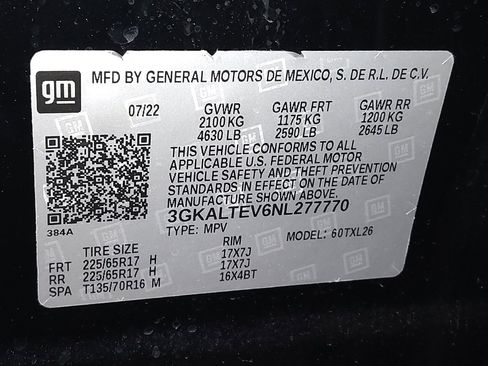 gm MFD BY GENERAL MOTORS DE MEXICO, S. DE R.L. DE C.V.
07/22 GVWR GAWR FRT GAWR RR
2100 KG 1175 KG 1200 KG
4630 LB 2590 LB 2645 LB
THIS VEHICLE CONFORMS TO ALL
APPLICABLE U.S. FEDERAL MOTOR
VEHICLE SAFETY AND THEFT PREVENTION
STANDARDS IN EFFECT ON THE DATE OF
MANUFACTURE SHOWN ABOVE.
384A 3GKALTEV6NL277770
TYPE: MPV MODEL: 60TXL26
TIRE SIZE RIM
FRT 225/65R17 H 17X7J
RR 225/65R17 H 17X7J
SPA T135/70R16 M 16X4BT